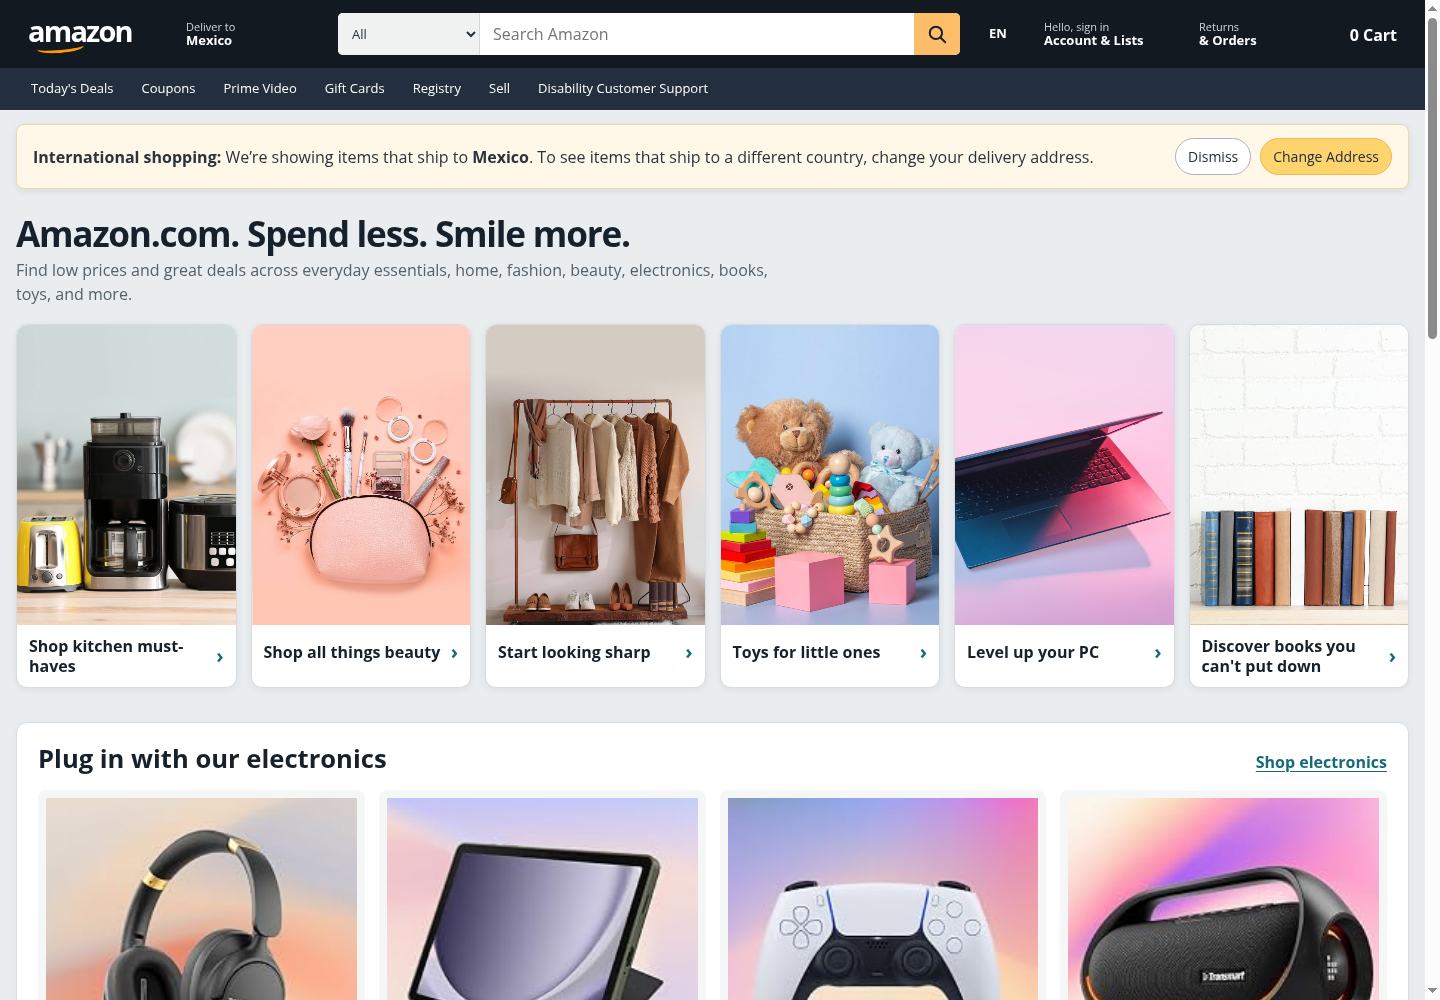 amazon
Deliver to
Mexico
All
Search Amazon
EN
Hello, sign in
Account & Lists
Returns
& Orders
0 Cart
Today's Deals
Coupons
Prime Video
Gift Cards
Registry
Sell
Disability Customer Support
International shopping: We’re showing items that ship to Mexico. To see items that ship to a different country, change your delivery address.
Dismiss
Change Address
Amazon.com. Spend less. Smile more.
Find low prices and great deals across everyday essentials, home, fashion, beauty, electronics, books,
toys, and more.
Shop kitchen must-
haves
Shop all things beauty
Start looking sharp
Toys for little ones
Level up your PC
Discover books you
can't put down
Plug in with our electronics
Shop electronics
Tronsmart